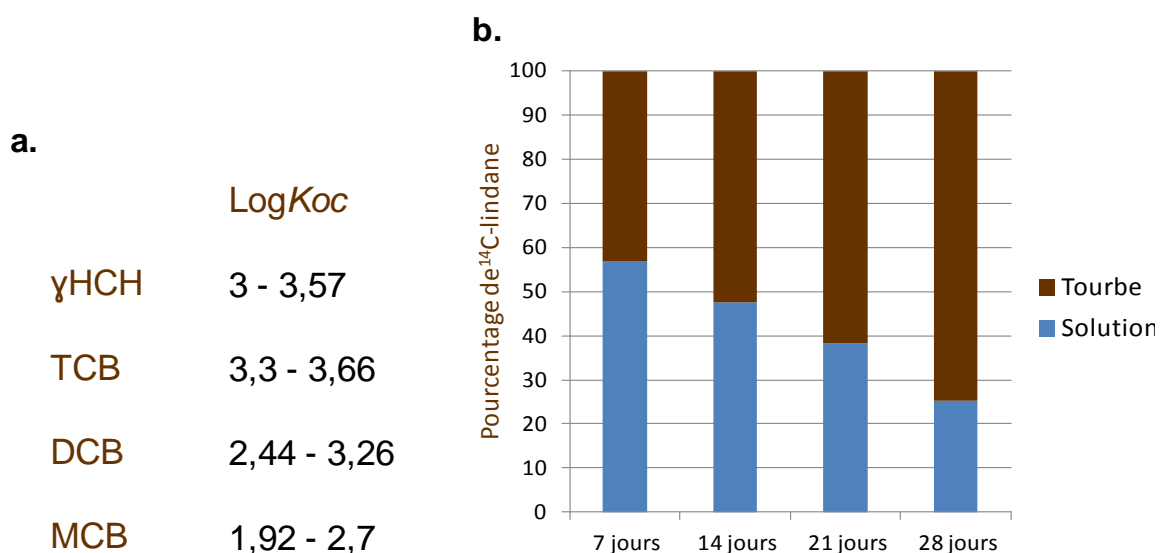 a.
LogKoc
ɣHCH 3 - 3,57
TCB 3,3 - 3,66
DCB 2,44 - 3,26
MCB 1,92 - 2,7
b.
Pourcentage de ¹⁴C-lindane
100
90
80
70
60
50
40
30
20
10
0
7 jours 14 jours 21 jours 28 jours
Tourbe
Solution